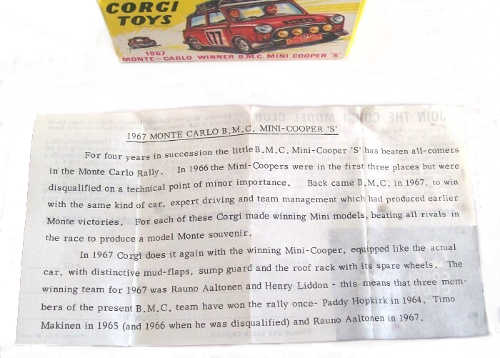 CORGI
TOYS
177
1967
MONTE-CARLO WINNER B.M.C. MINI COOPER 'S'
JOIN THE CORGI MODEL CLUB
1967 MONTE CARLO B.M.C. MINI-COOPER 'S'
For four years in succession the little B.M.C. Mini-Cooper 'S' has beaten all-comers
in the Monte Carlo Rally. In 1966 the Mini-Coopers were in the first three places but were
disqualified on a technical point of minor importance. Back came B.M.C. in 1967, to win
with the same kind of car, expert driving and team management which had produced earlier
Monte victories. For each of these Corgi made winning Mini models, beating all rivals in
the race to produce a model Monte souvenir.
In 1967 Corgi does it again with the winning Mini-Cooper, equipped like the actual
car, with distinctive mud-flaps, sump guard and the roof rack with its spare wheels. The
winning team for 1967 was Rauno Aaltonen and Henry Liddon - this means that three mem-
bers of the present B.M.C. team have won the rally once- Paddy Hopkirk in 1964, Timo
Makinen in 1965 (and 1966 when he was disqualified) and Rauno Aaltonen in 1967.